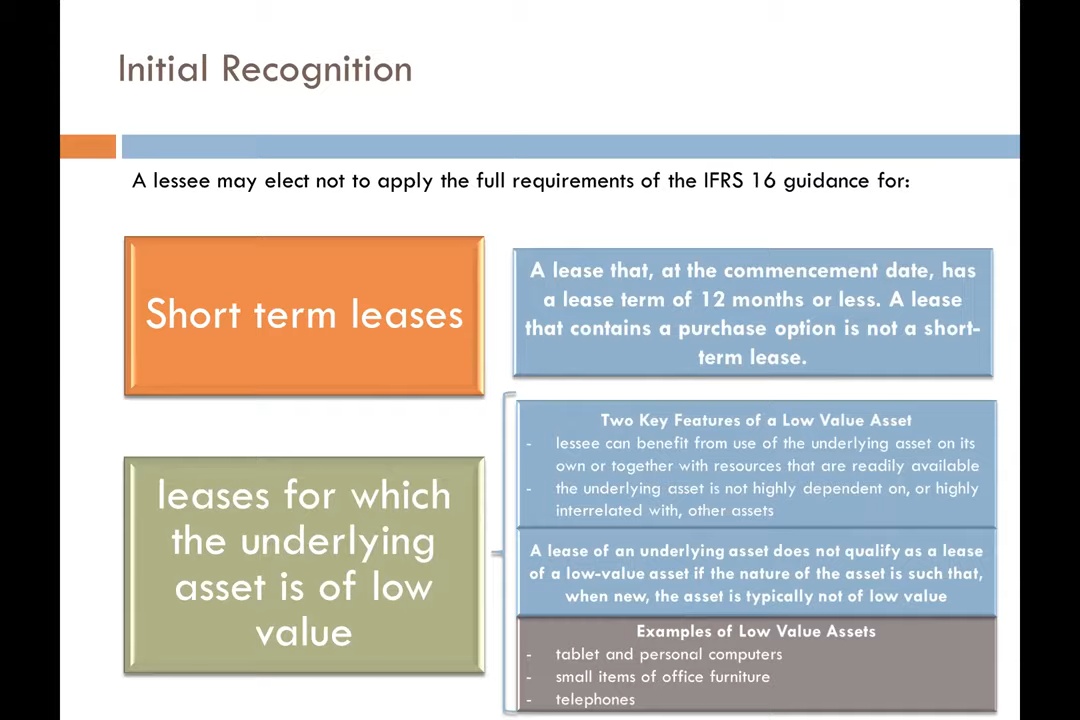 Initial Recognition
A lessee may elect not to apply the full requirements of the IFRS 16 guidance for:
Short term leases
A lease that, at the commencement date, has
a lease term of 12 months or less. A lease
that contains a purchase option is not a short-
term lease.
leases for which
the underlying
asset is of low
value
Two Key Features of a Low Value Asset
- lessee can benefit from use of the underlying asset on its
own or together with resources that are readily available
- the underlying asset is not highly dependent on, or highly
interrelated with, other assets
A lease of an underlying asset does not qualify as a lease
of a low-value asset if the nature of the asset is such that,
when new, the asset is typically not of low value
Examples of Low Value Assets
- tablet and personal computers
- small items of office furniture
- telephones